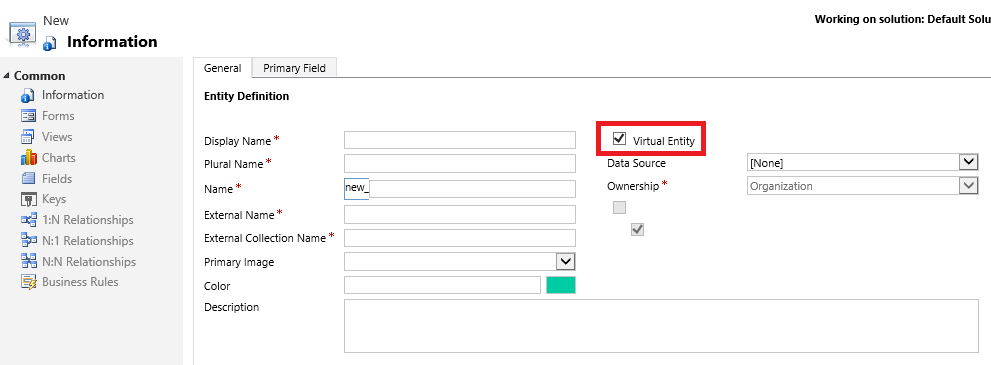 New
Working on solution: Default Solu
Information
Common
Information
Forms
Views
Charts
Fields
Keys
1:N Relationships
N:1 Relationships
N:N Relationships
Business Rules
General
Primary Field
Entity Definition
Display Name*
Virtual Entity
Plural Name*
Data Source [None]
Name* new_
Ownership* Organization
External Name*
External Collection Name*
Primary Image
Color
Description